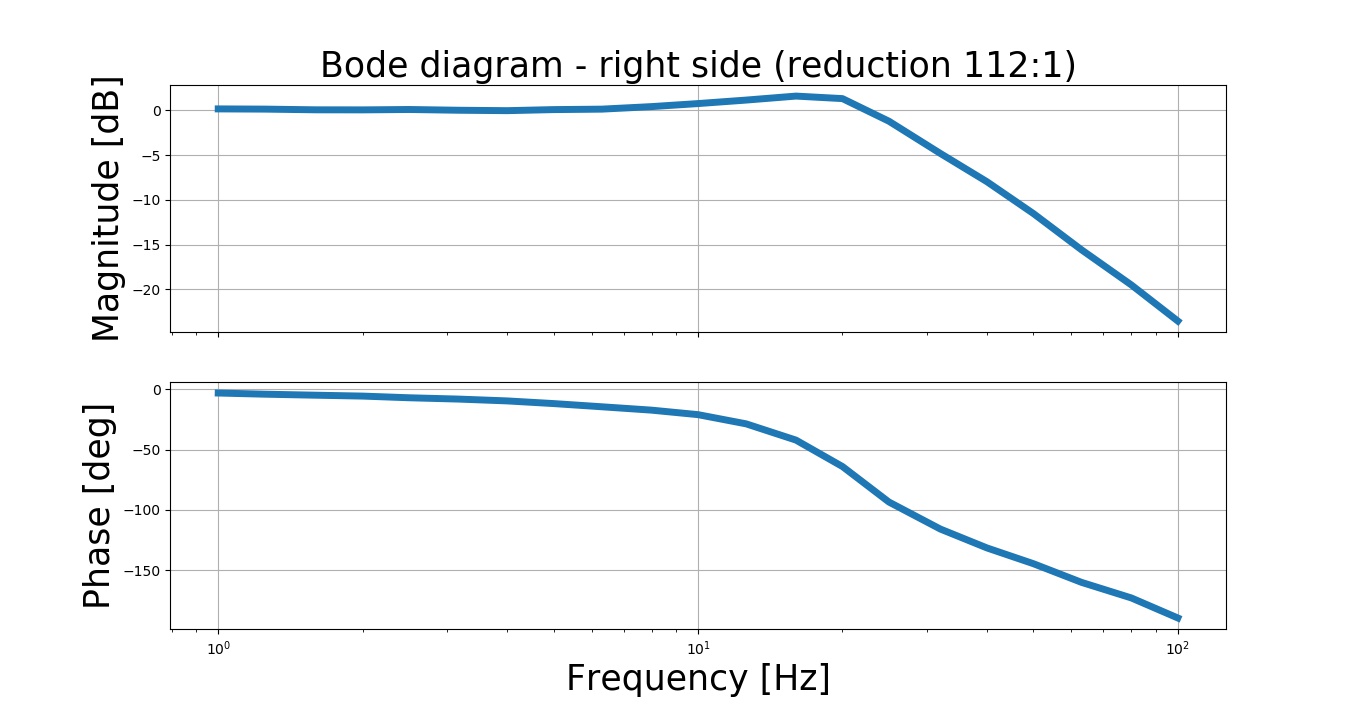 Bode diagram - right side (reduction 112:1)
Magnitude [dB]
0
−5
−10
−15
−20
Phase [deg]
0
−50
−100
−150
10⁰ 10¹ 10²
Frequency [Hz]